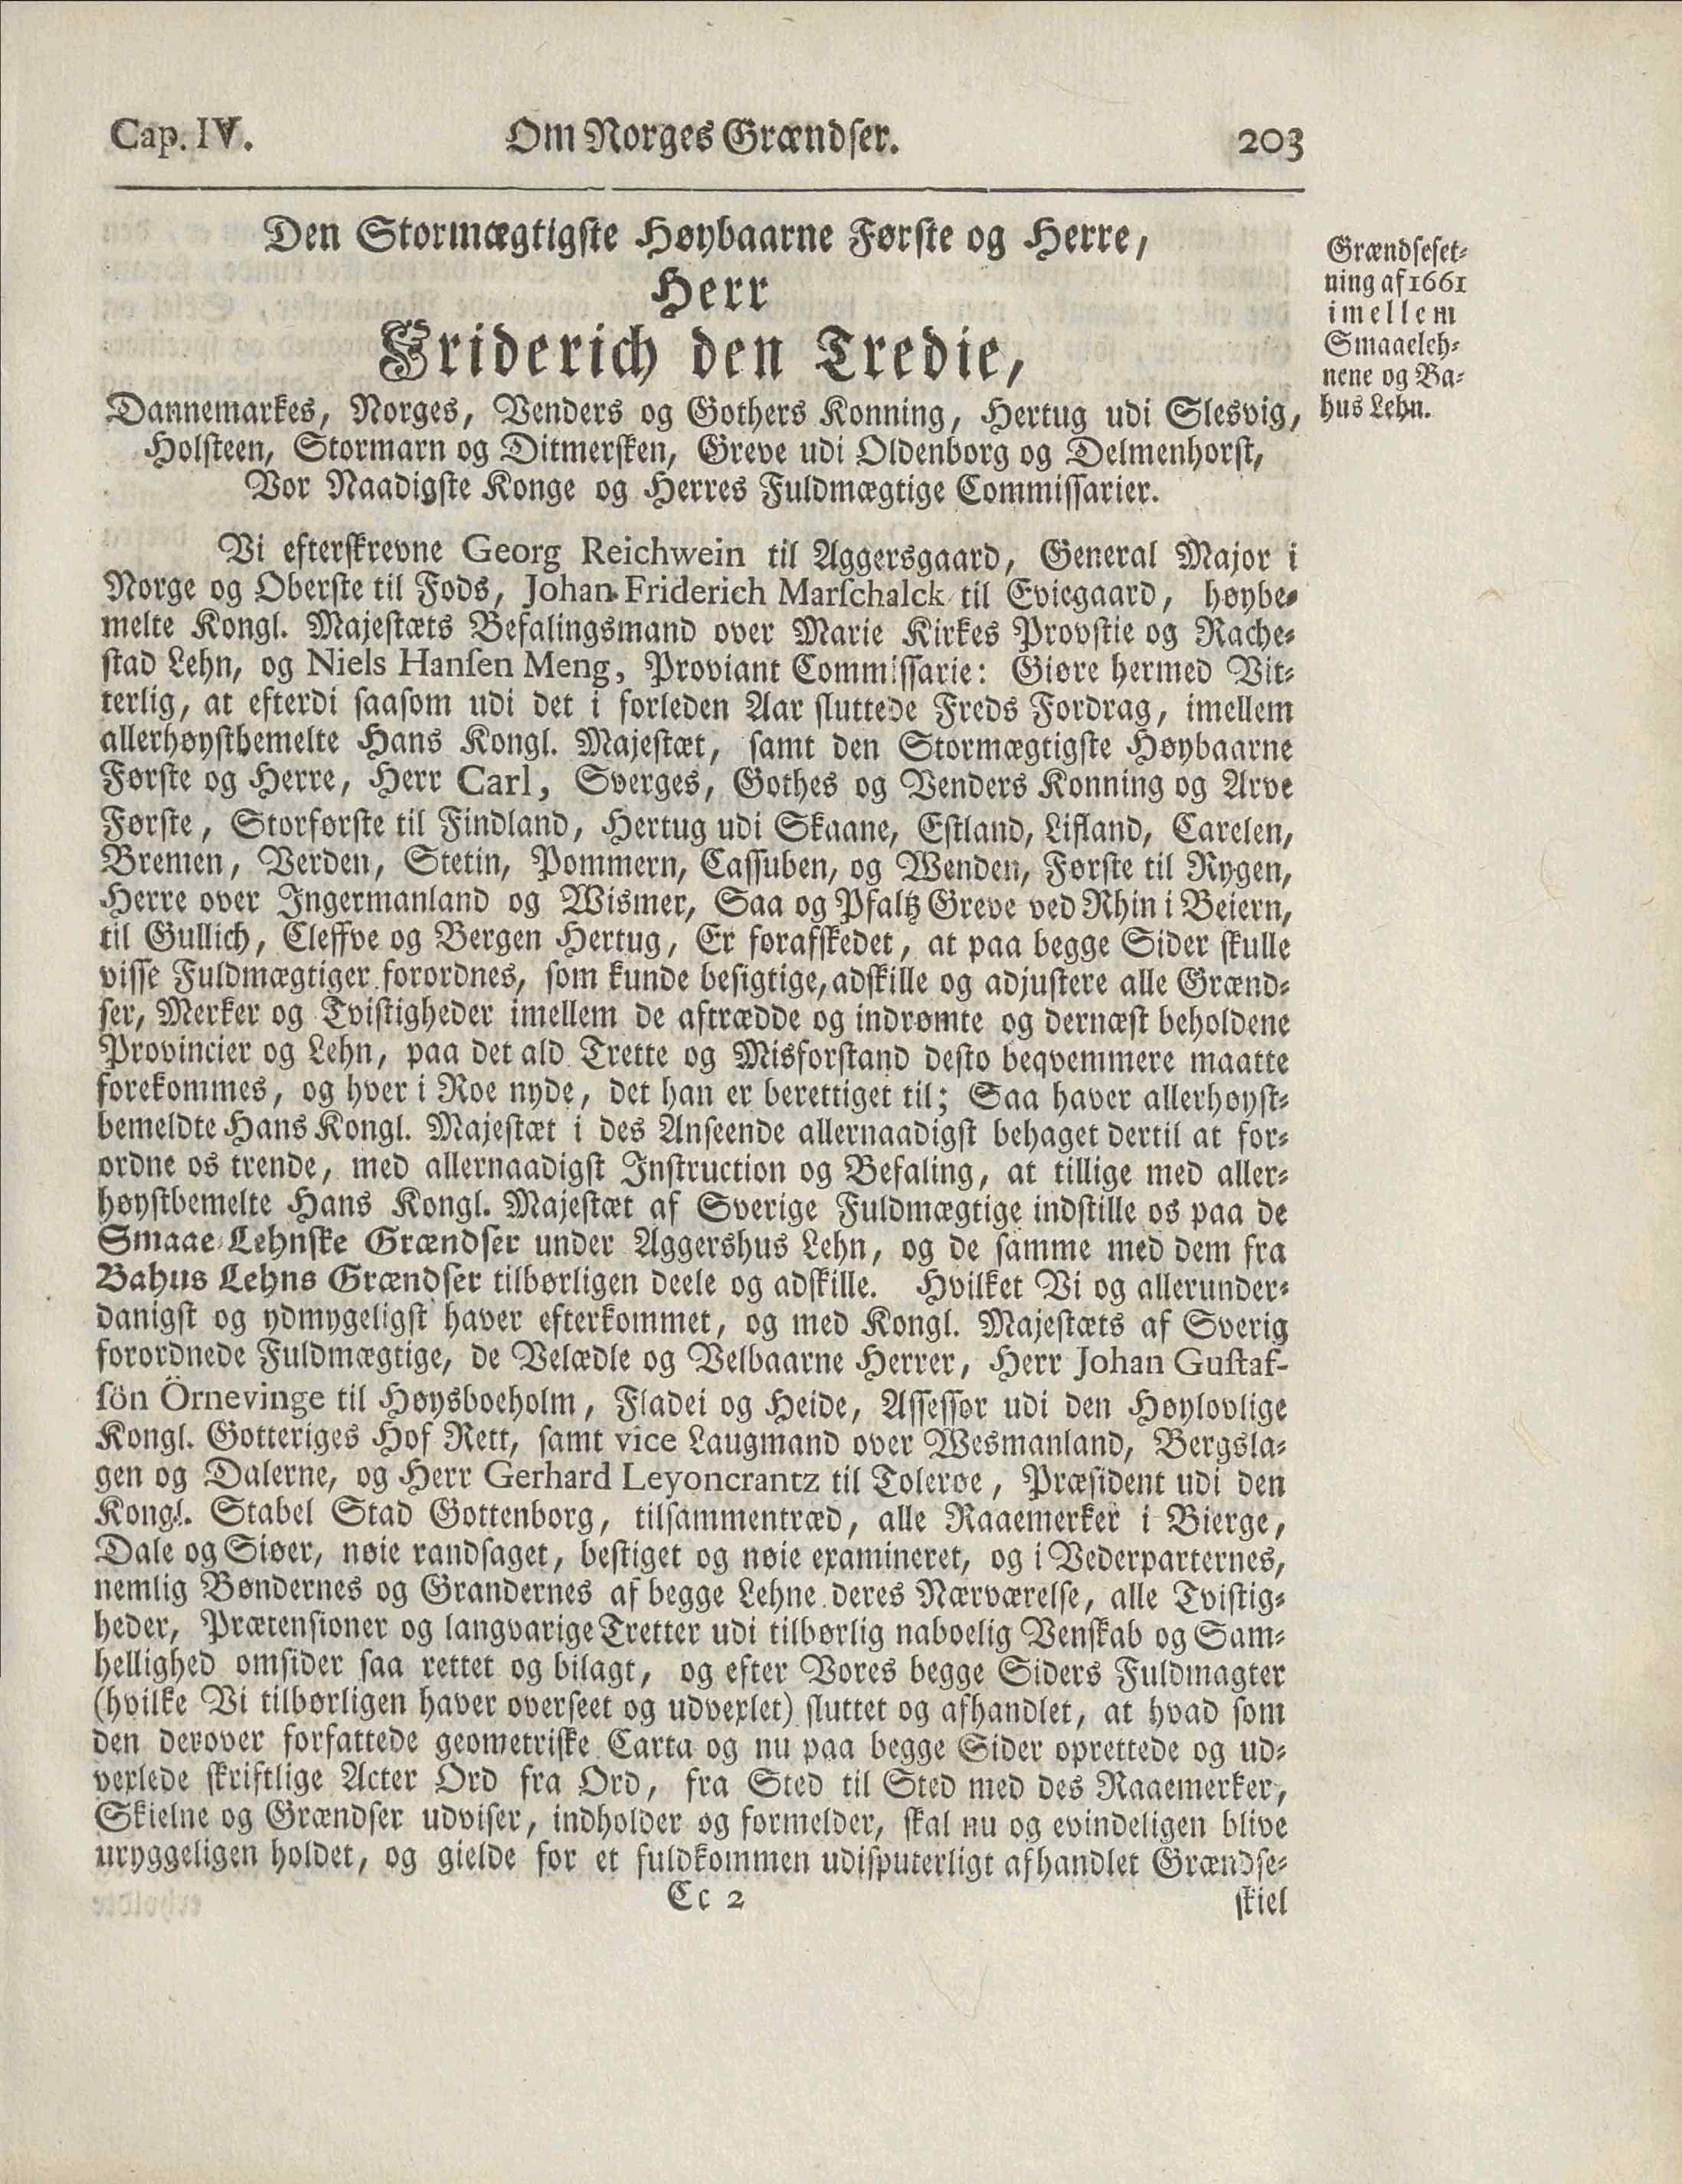 Cap. IV. Om Norges Grændser. 203
Den Stormægtigste Høybaarne Første og Herre,
Herr
Friderich den Tredie,
Dannemarkes, Norges, Venders og Gothers Konning, Hertug udi Slesvig,
Holsteen, Stormarn og Ditmersken, Greve udi Oldenborg og Delmenhorst,
Vor Naadigste Konge og Herres Fuldmægtige Commissarier.
Grændseset-
ning af 1661
imellem
Smaaeleh-
nene og Ba-
hus Lehn.
Vi efterskrevne Georg Reichwein til Aggersgaard, General Major i
Norge og Oberste til Fods, Johan Friderich Marschalck til Eviegaard, høybe-
melte Kongl. Majestæts Befalingsmand over Marie Kirkes Provstie og Rache-
stad Lehn, og Niels Hansen Meng, Proviant Commissarie: Giøre hermed Vit-
terlig, at efterdi saasom udi det i forleden Aar sluttede Freds Fordrag, imellem
allerhøystbemelte Hans Kongl. Majestæt, samt den Stormægtigste Høybaarne
Første og Herre, Herr Carl, Sverges, Gothes og Venders Konning og Arve
Første, Storførste til Findland, Hertug udi Skaane, Estland, Lifland, Carelen,
Bremen, Verden, Stetin, Pommern, Cassuben, og Wenden, Første til Rygen,
Herre over Ingermanland og Wismer, Saa og Pfaltz Greve ved Rhin i Beiern,
til Gullich, Cleffve og Bergen Hertug, Er forafskedet, at paa begge Sider skulle
visse Fuldmægtiger forordnes, som kunde besigtige, adskille og adjustere alle Grænd-
ser, Merker og Tvistigheder imellem de aftrædde og indrømte og dernæst beholdene
Provincier og Lehn, paa det ald Trette og Misforstand desto beqvemmere maatte
forekommes, og hver i Roe nyde, det han er berettiget til; Saa haver allerhøyst-
bemeldte Hans Kongl. Majestæt i des Anseende allernaadigst behaget dertil at for-
ordne os trende, med allernaadigst Instruction og Befaling, at tillige med aller-
høystbemelte Hans Kongl. Majestæt af Sverige Fuldmægtige indstille os paa de
Smaae-Lehnske Grændser under Aggershus Lehn, og de samme med dem fra
Bahus Lehns Grændser tilbørligen deele og adskille. Hvilket Vi og allerunder-
danigst og ydmygeligst haver efterkommet, og med Kongl. Majestæts af Sverig
forordnede Fuldmægtige, de Velædle og Velbaarne Herrer, Herr Johan Gustaf-
sön Örnevinge til Høysboeholm, Fladei og Heide, Assessor udi den Høylovlige
Kongl. Gotteriges Hof Rett, samt vice Laugmand over Wesmanland, Bergsla-
gen og Dalerne, og Herr Gerhard Leyoncrantz til Tolerøe, Præsident udi den
Kongl. Stabel Stad Gottenborg, tilsammentræd, alle Raaemerker i Bierge,
Dale og Siøer, nøie randsaget, bestiget og nøie examineret, og i Vederparternes,
nemlig Bøndernes og Grandernes af begge Lehne deres Nærværelse, alle Tvistig-
heder, Prætensioner og langvarige Tretter udi tilbørlig naboelig Venskab og Sam-
hellighed omsider saa rettet og bilagt, og efter Vores begge Siders Fuldmagter
(hvilke Vi tilbørligen haver overseet og udvexlet) sluttet og afhandlet, at hvad som
den derover forfattede geometriske Carta og nu paa begge Sider oprettede og ud-
vexlede skriftlige Acter Ord fra Ord, fra Sted til Sted med des Raaemerker,
Skielne og Grændser udviser, indholder og formelder, skal nu og evindeligen blive
uryggeligen holdet, og gielde for et fuldkommen udisputerligt afhandlet Grændse-
Cc 2 skiel